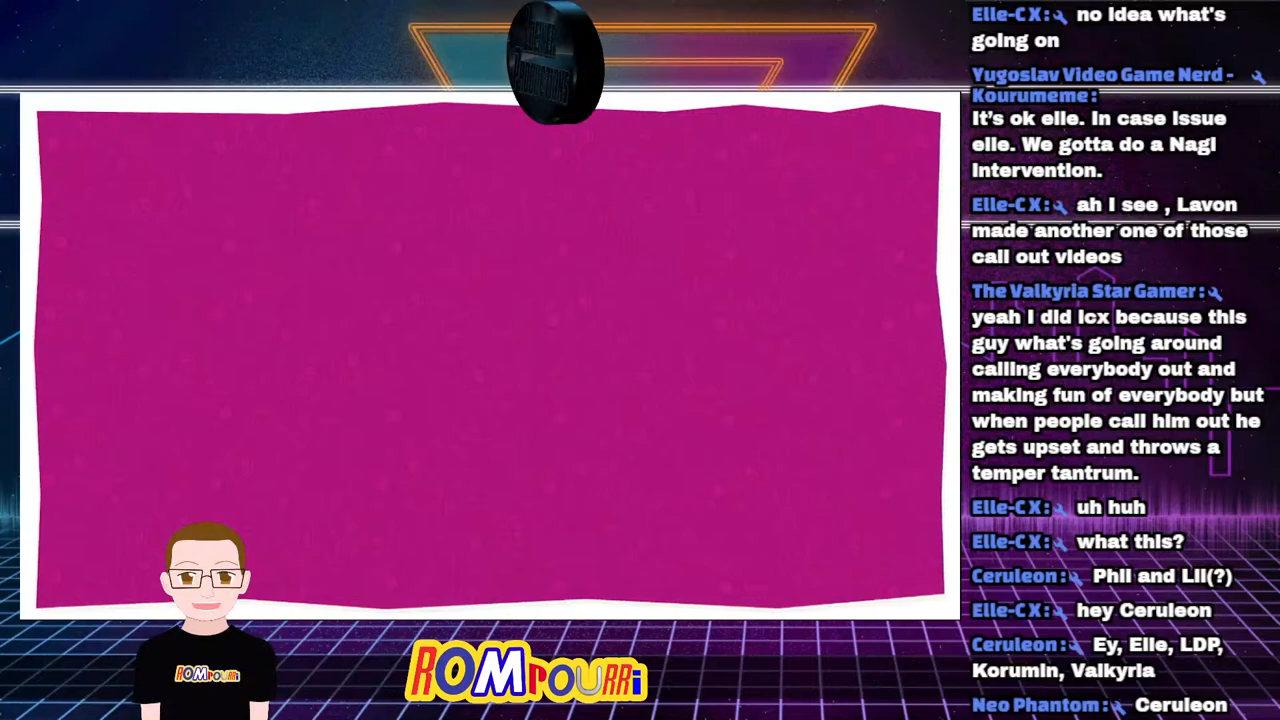 Elle-CX: no idea what's
going on
Yugoslav Video Game Nerd -
Kourumeme:
It's ok elle. In case Issue
elle. We gotta do a Nagi
Intervention.
Elle-CX: ah I see , Lavon
made another one of those
call out videos
The Valkyria Star Gamer:
yeah I did Icx because this
guy what's going around
calling everybody out and
making fun of everybody but
when people call him out he
gets upset and throws a
temper tantrum.
Elle-CX: uh huh
Elle-CX: what this?
Ceruleon: Phil and Lil(?)
Elle-CX: hey Ceruleon
Ceruleon: Ey, Elle, LDP,
Korumin, Valkyria
Neo Phantom: Ceruleon
ROMpouRRi
ROMpouRRi